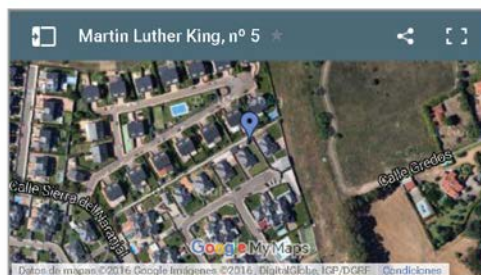 Martin Luther King, nº 5
Calle Gredos
Calle Sierra del Naranjal
Google My Maps
Datos de mapas ©2016 Google Imágenes ©2016, DigitalGlobe, IGP/DGRF
Condiciones